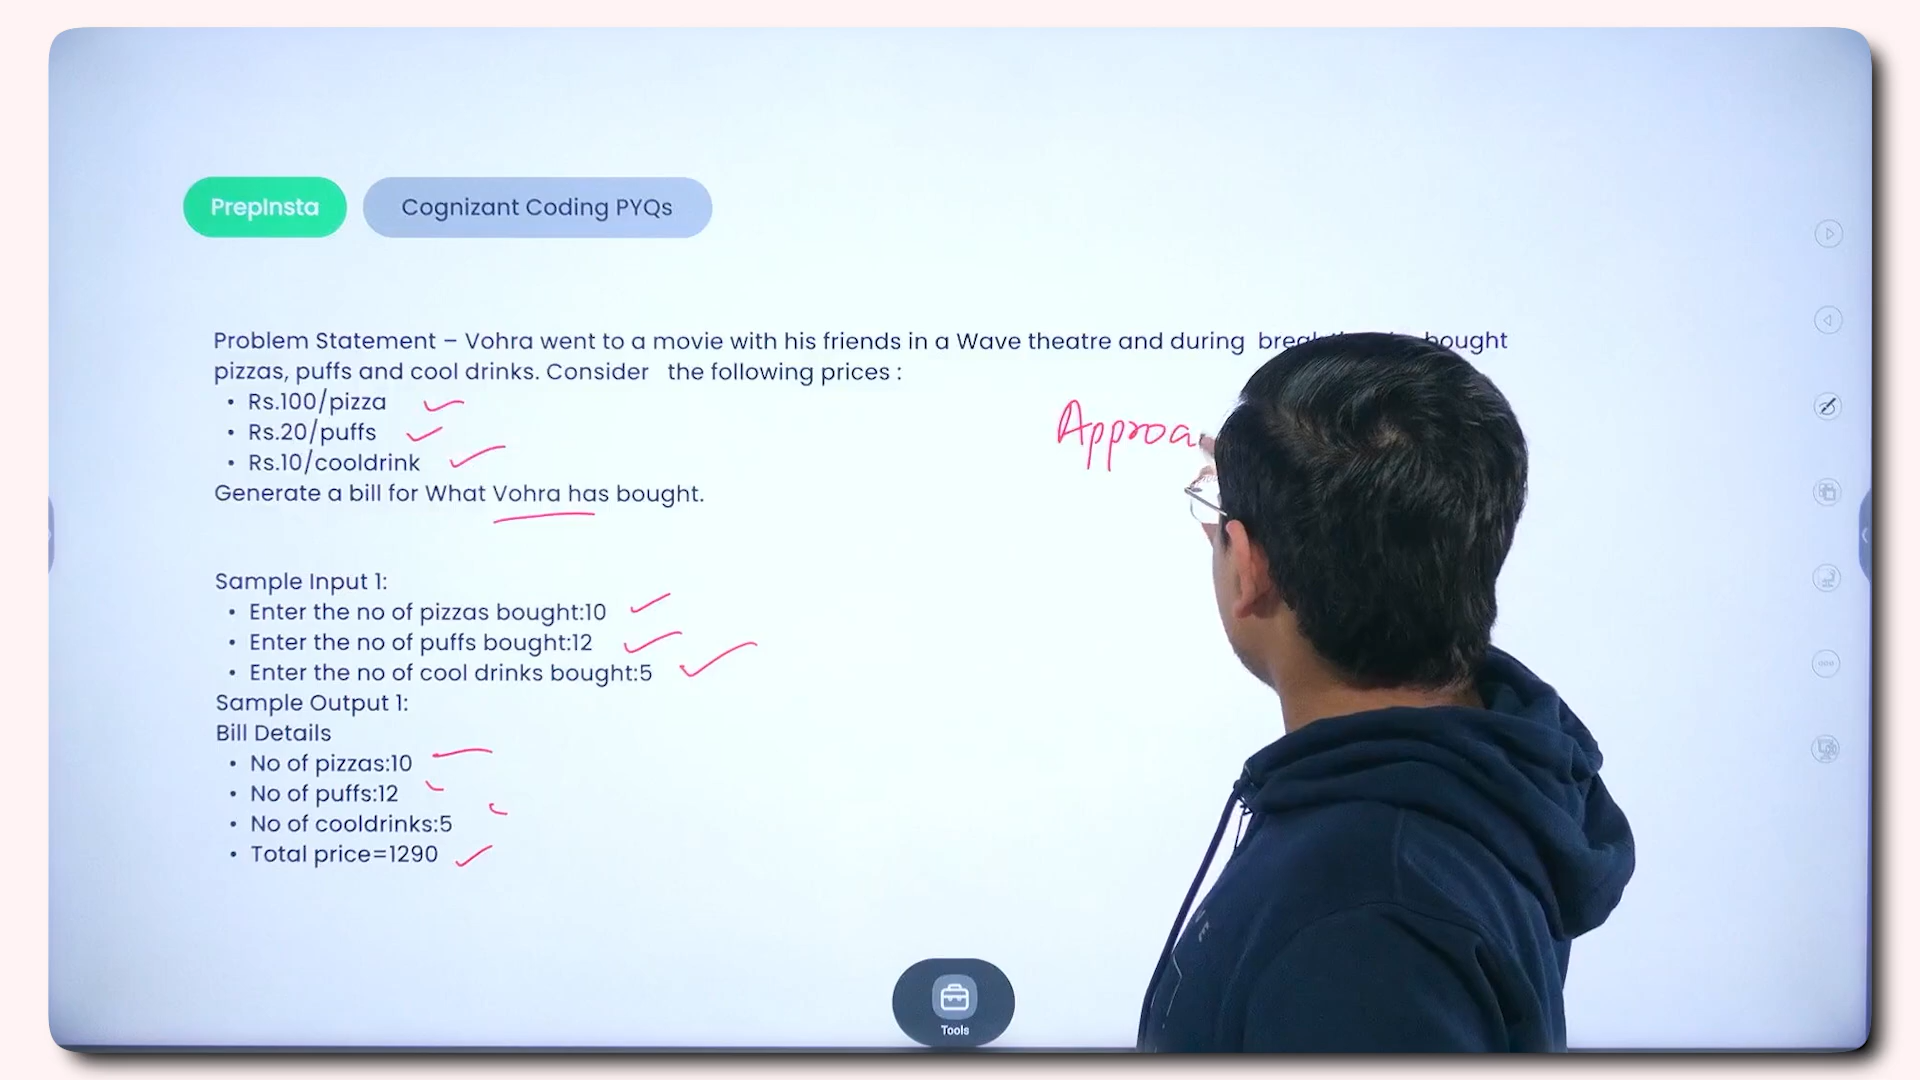 PrepInsta Cognizant Coding PYQs
Problem Statement – Vohra went to a movie with his friends in a Wave theatre and during bought
pizzas, puffs and cool drinks. Consider the following prices :
• Rs.100/pizza
• Rs.20/puffs
• Rs.10/cooldrink
Approa
Generate a bill for What Vohra has bought.
Sample Input 1:
• Enter the no of pizzas bought:10
• Enter the no of puffs bought:12
• Enter the no of cool drinks bought:5
Sample Output 1:
Bill Details
• No of pizzas:10
• No of puffs:12
• No of cooldrinks:5
• Total price=1290
Tools